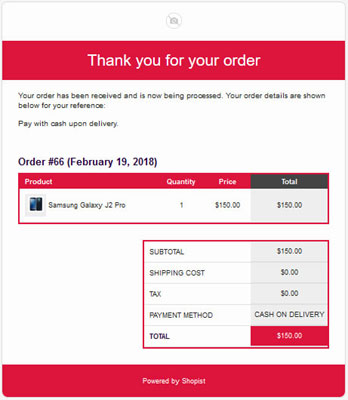 Thank you for your order
Your order has been received and is now being processed. Your order details are shown
below for your reference:
Pay with cash upon delivery.
Order #66 (February 19, 2018)
Product Quantity Price Total
Samsung Galaxy J2 Pro 1 $150.00 $150.00
SUBTOTAL $150.00
SHIPPING COST $0.00
TAX $0.00
PAYMENT METHOD CASH ON DELIVERY
TOTAL $150.00
Powered by Shopist